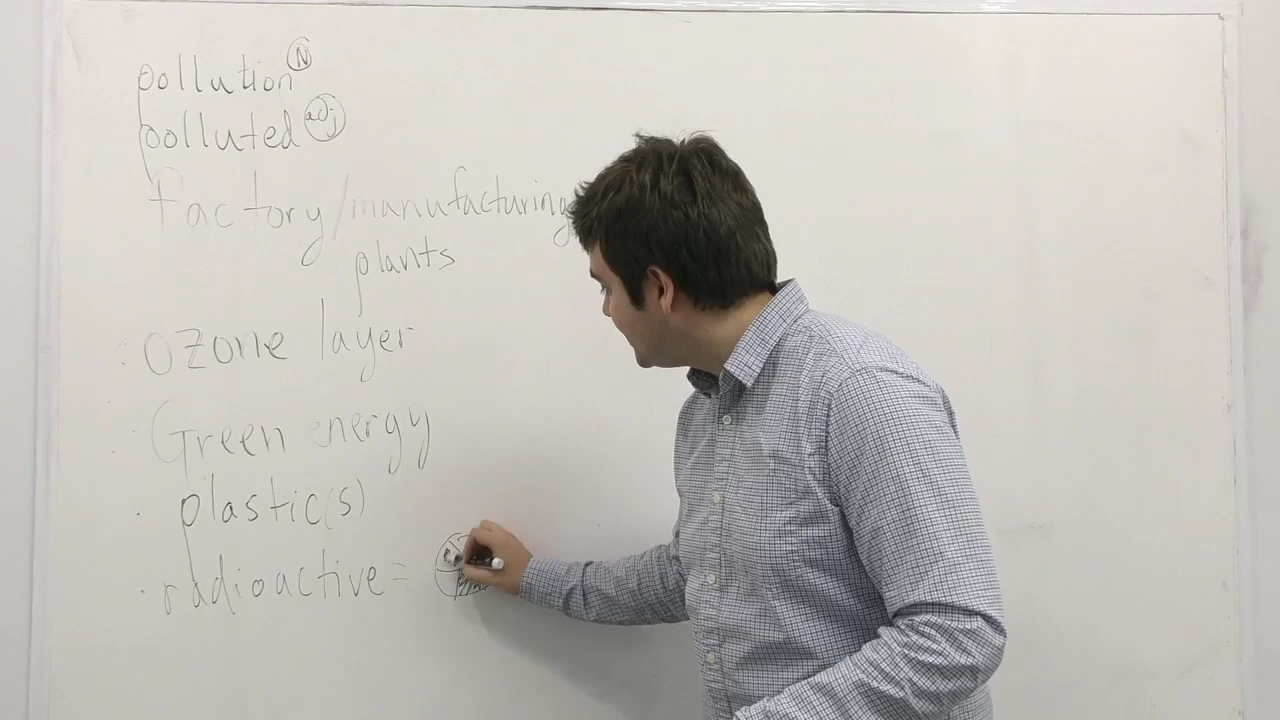 pollution N
polluted adj
factory/manufacturing
plants
ozone layer
Green energy
plastic(s)
radioactive =